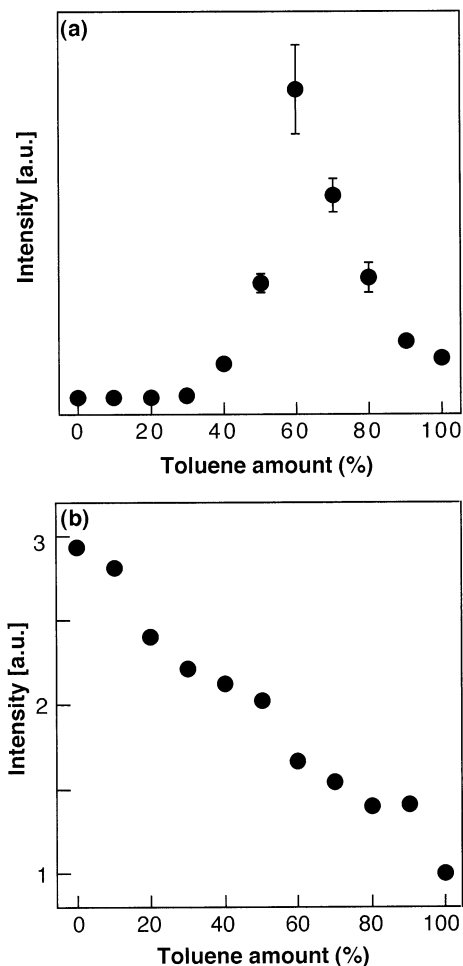 (a)
Intensity [a.u.]
0 20 40 60 80 100
Toluene amount (%)
(b)
3
2
1
Intensity [a.u.]
0 20 40 60 80 100
Toluene amount (%)